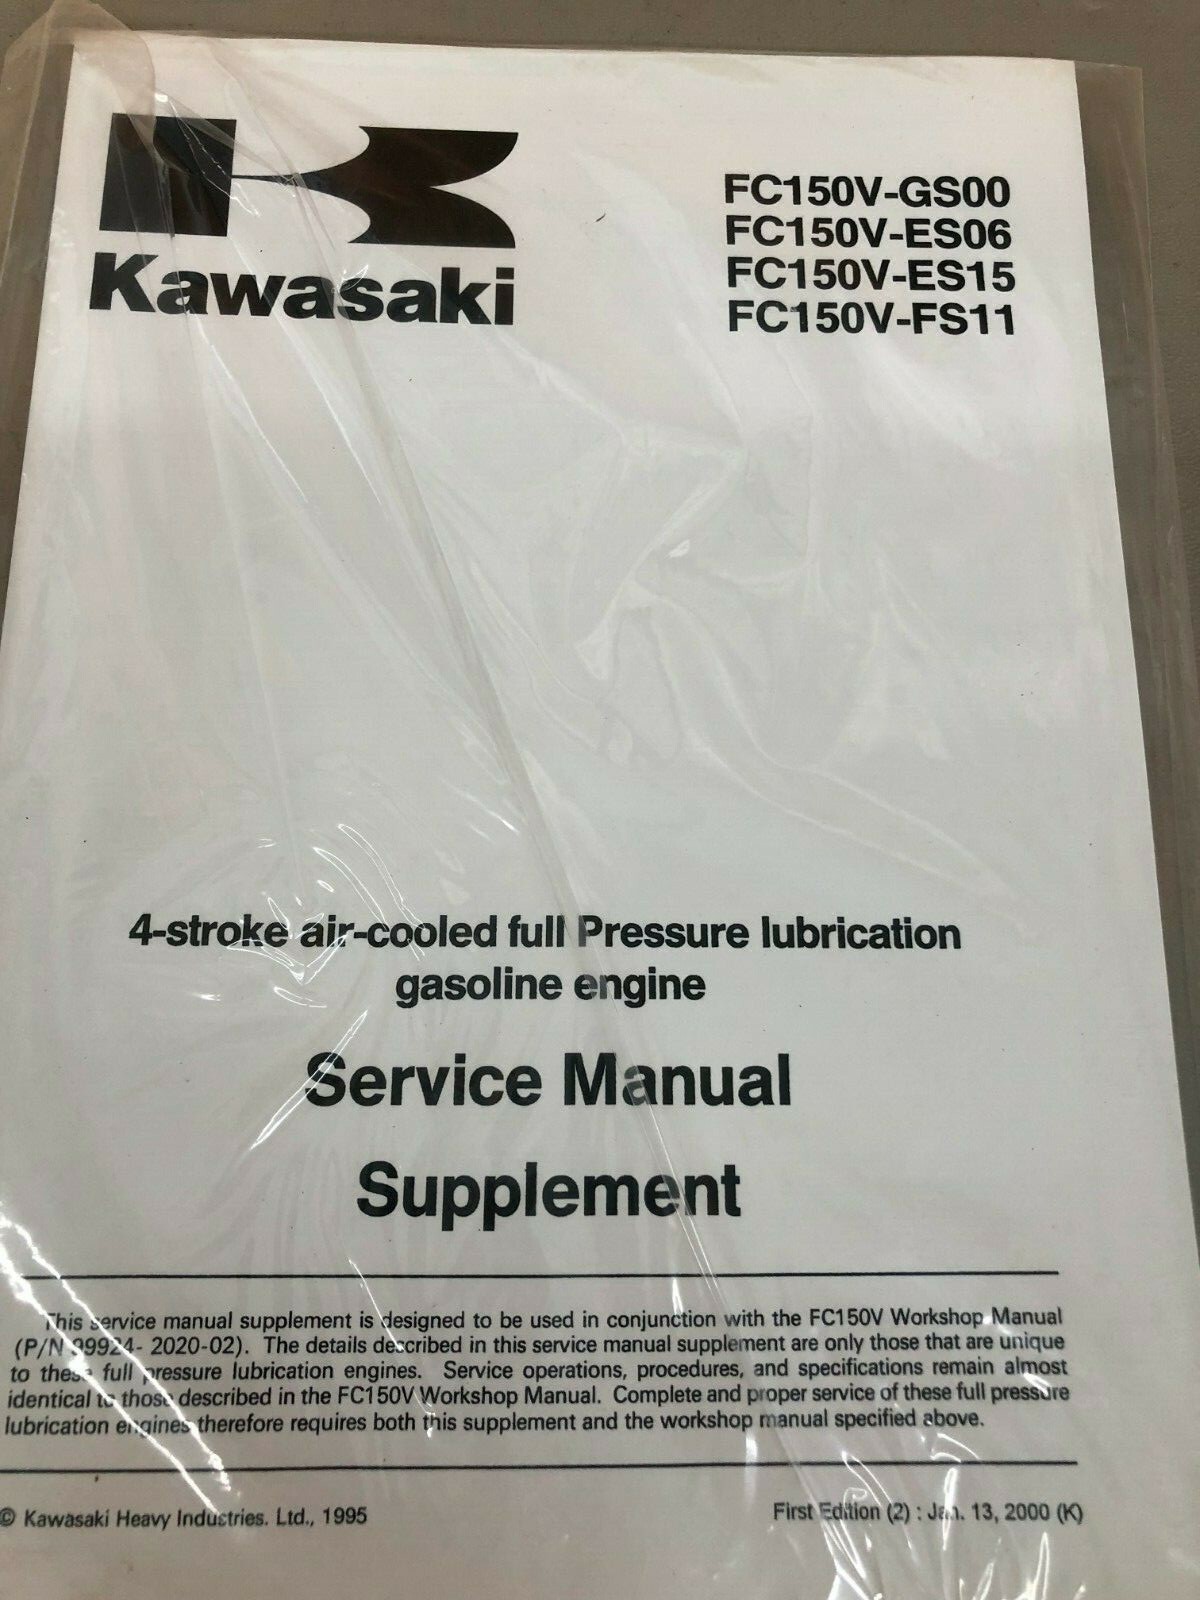 Kawasaki
FC150V-GS00
FC150V-ES06
FC150V-ES15
FC150V-FS11
4-stroke air-cooled full Pressure lubrication
gasoline engine
Service Manual
Supplement
This service manual supplement is designed to be used in conjunction with the FC150V Workshop Manual
(P/N 99924- 2020-02). The details described in this service manual supplement are only those that are unique
to these full pressure lubrication engines. Service operations, procedures, and specifications remain almost
identical to those described in the FC150V Workshop Manual. Complete and proper service of these full pressure
lubrication engines therefore requires both this supplement and the workshop manual specified above.
© Kawasaki Heavy Industries. Ltd., 1995
First Edition (2) : Jan. 13, 2000 (K)